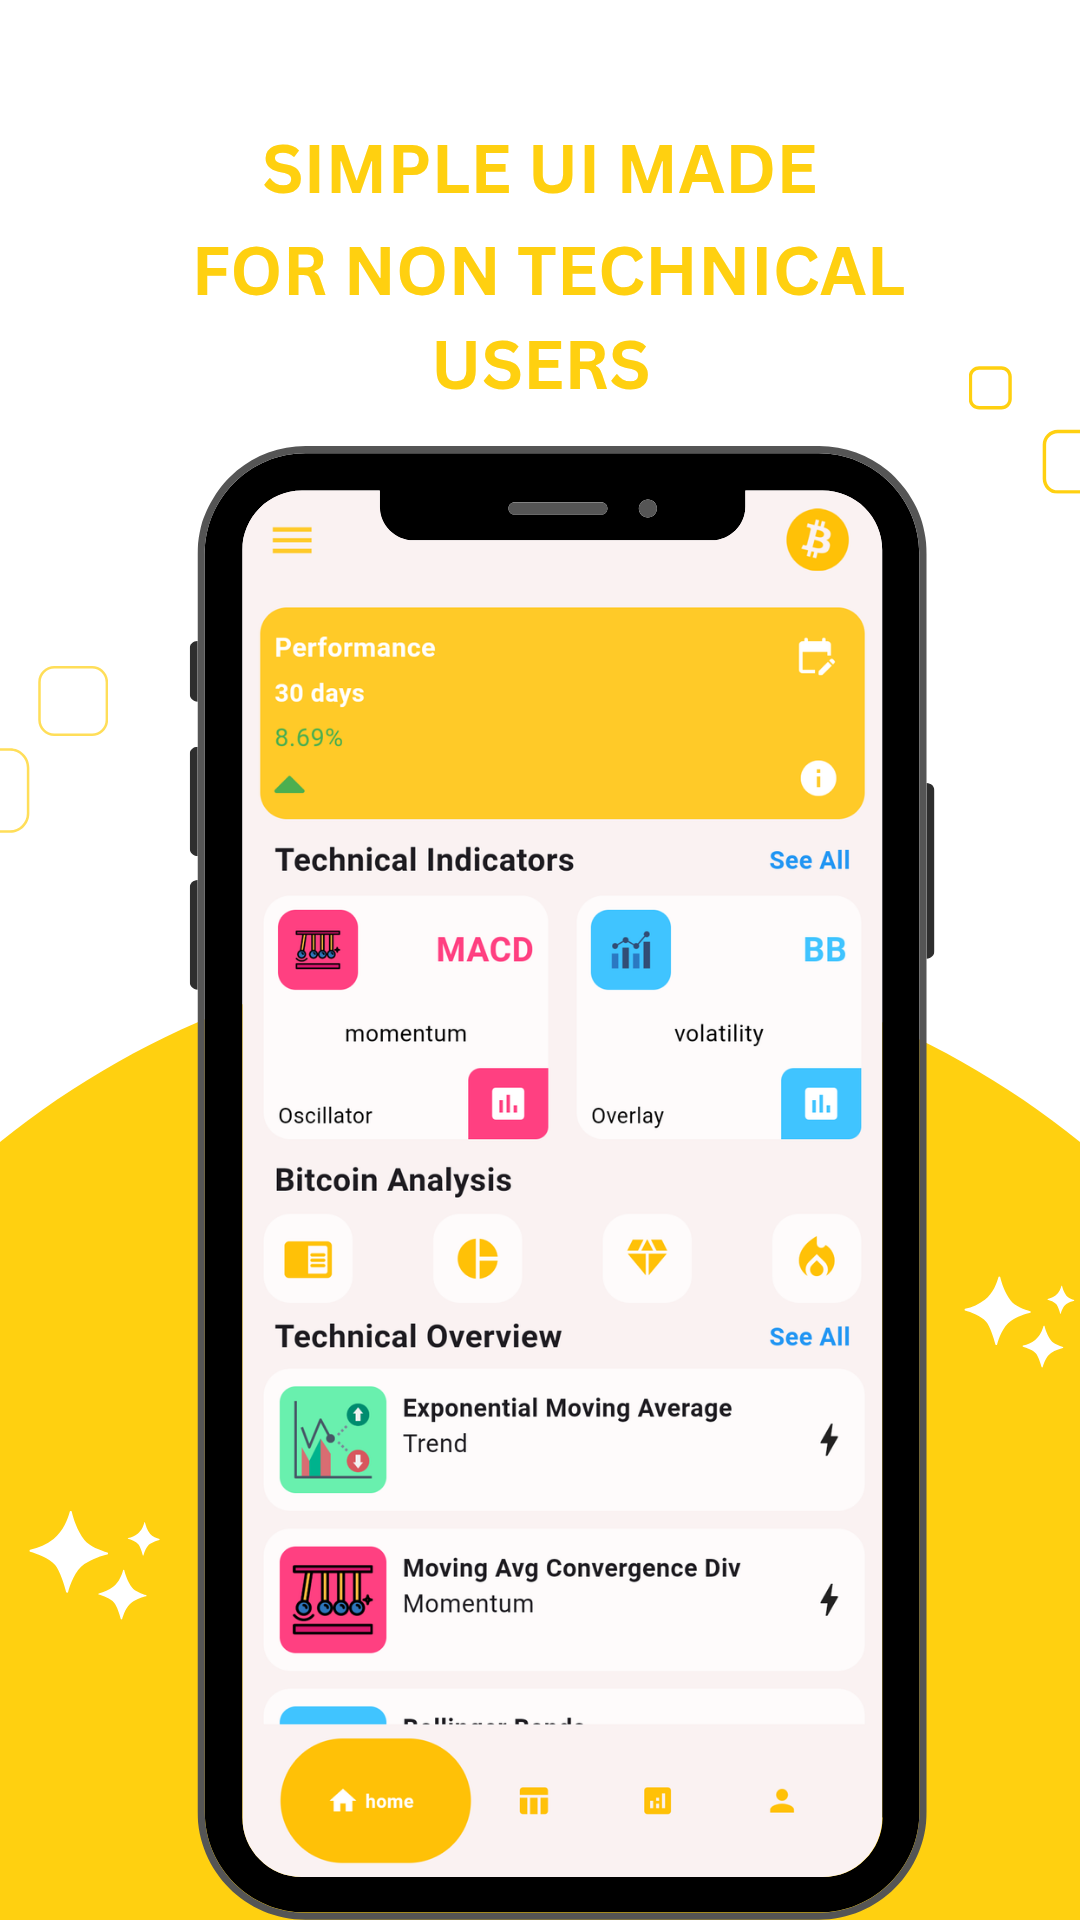 SIMPLE UI MADE
FOR NON TECHNICAL
USERS
Performance
30 days
8.69%
Technical Indicators See All
MACD BB
momentum volatility
Oscillator Overlay
Bitcoin Analysis
Technical Overview See All
Exponential Moving Average
Trend
Moving Avg Convergence Div
Momentum
home